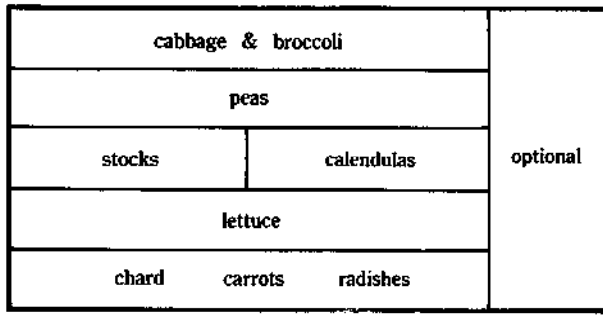 cabbage & broccoli
peas
stocks calendulas optional
lettuce
chard carrots radishes